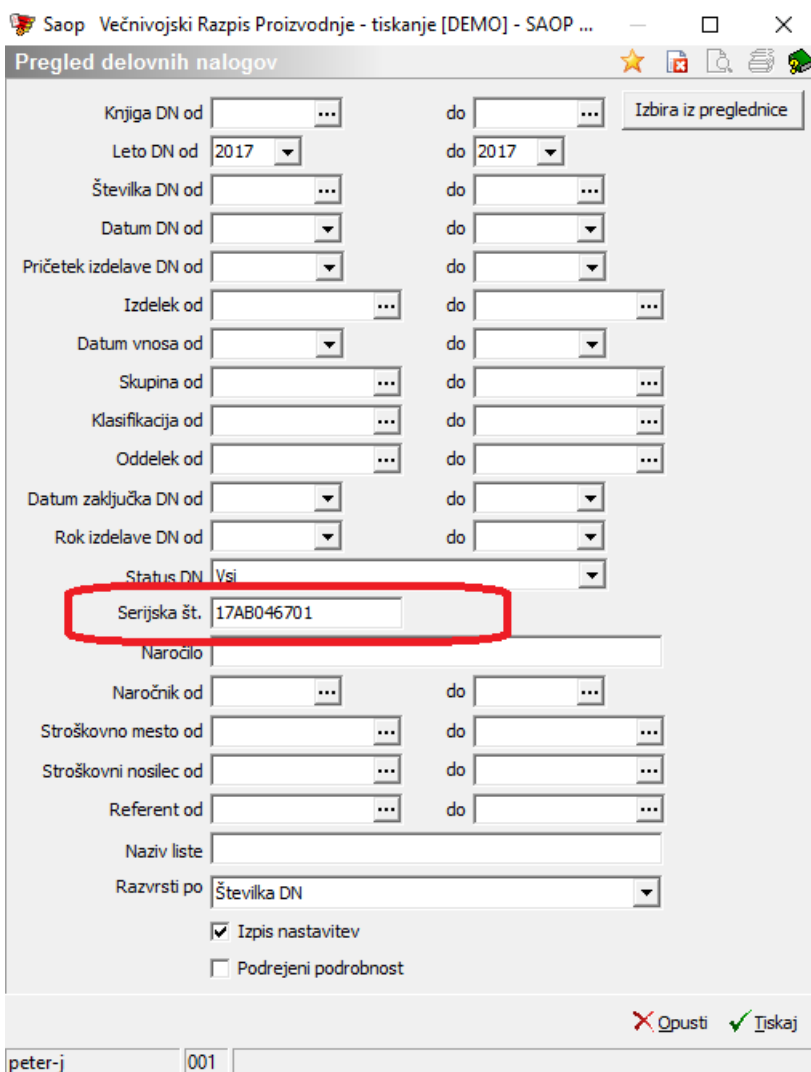 Saop Večnivojski Razpis Proizvodnje - tiskanje [DEMO] - SAOP ...
Pregled delovnih nalogov
Knjiga DN od ... do ... Izbira iz preglednice
Leto DN od 2017 do 2017
Številka DN od ... do ...
Datum DN od do
Pričetek izdelave DN od do
Izdelek od ... do ...
Datum vnosa od do
Skupina od ... do ...
Klasifikacija od ... do ...
Oddelek od ... do ...
Datum zaključka DN od do
Rok izdelave DN od do
Status DN Vsi
Serijska št. 17AB046701
Naročilo
Naročnik od ... do ...
Stroškovno mesto od ... do ...
Stroškovni nosilec od ... do ...
Referent od ... do ...
Naziv liste
Razvrsti po Številka DN
Izpis nastavitev
Podrejeni podrobnost
Opusti Tiskaj
peter-j 001